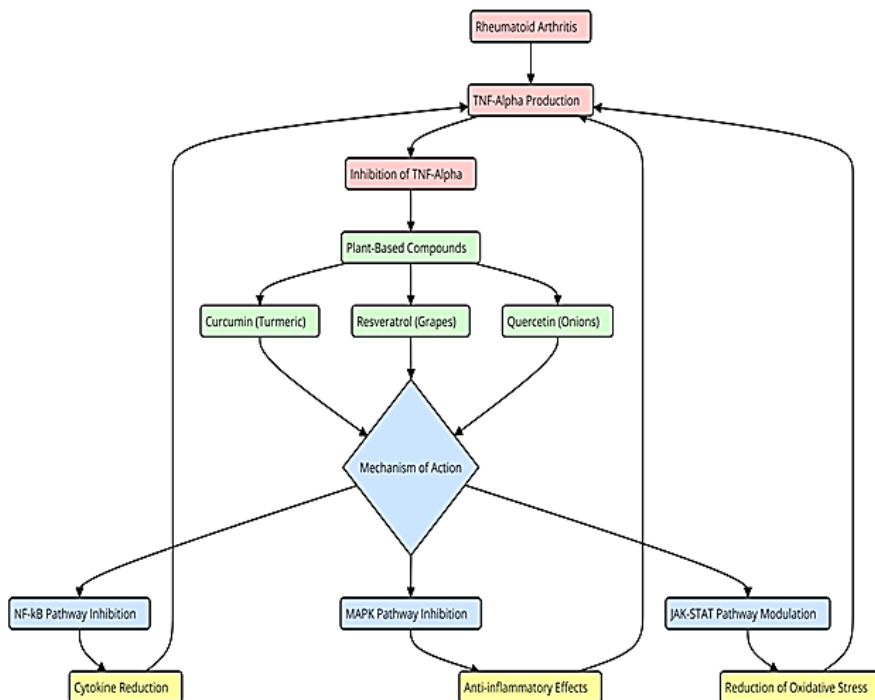 Rheumatoid Arthritis
TNF-Alpha Production
Inhibition of TNF-Alpha
Plant-Based Compounds
Curcumin (Turmeric)
Resveratrol (Grapes)
Quercetin (Onions)
Mechanism of Action
NF-kB Pathway Inhibition
MAPK Pathway Inhibition
JAK-STAT Pathway Modulation
Cytokine Reduction
Anti-inflammatory Effects
Reduction of Oxidative Stress